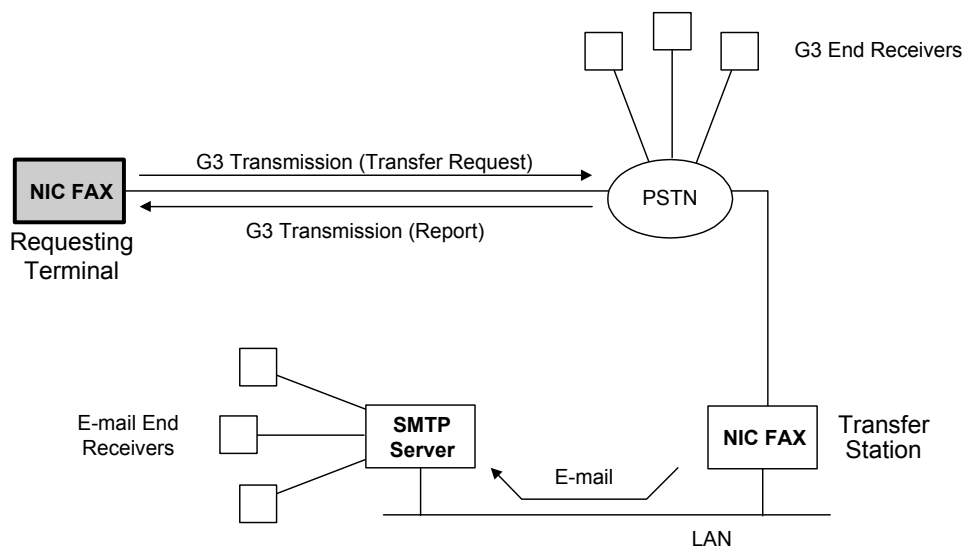 G3 End Receivers
G3 Transmission (Transfer Request)
NIC FAX
PSTN
G3 Transmission (Report)
Requesting
Terminal
E-mail End
Receivers
SMTP
Server
NIC FAX
Transfer
Station
E-mail
LAN